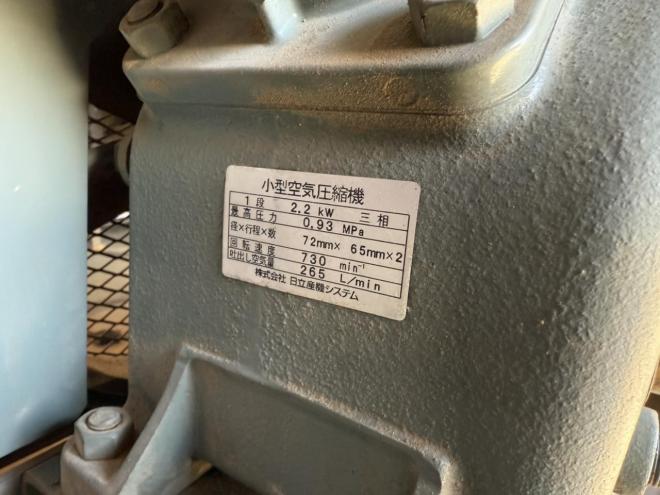 小型空気圧縮機
1 段 2.2 kW 三 相
最高圧力 0.93 MPa
径×行程×数 72mm× 65mm×2
回転速度 730 min⁻¹
吐出し空気量 265 L/min
株式会社 日立産機システム